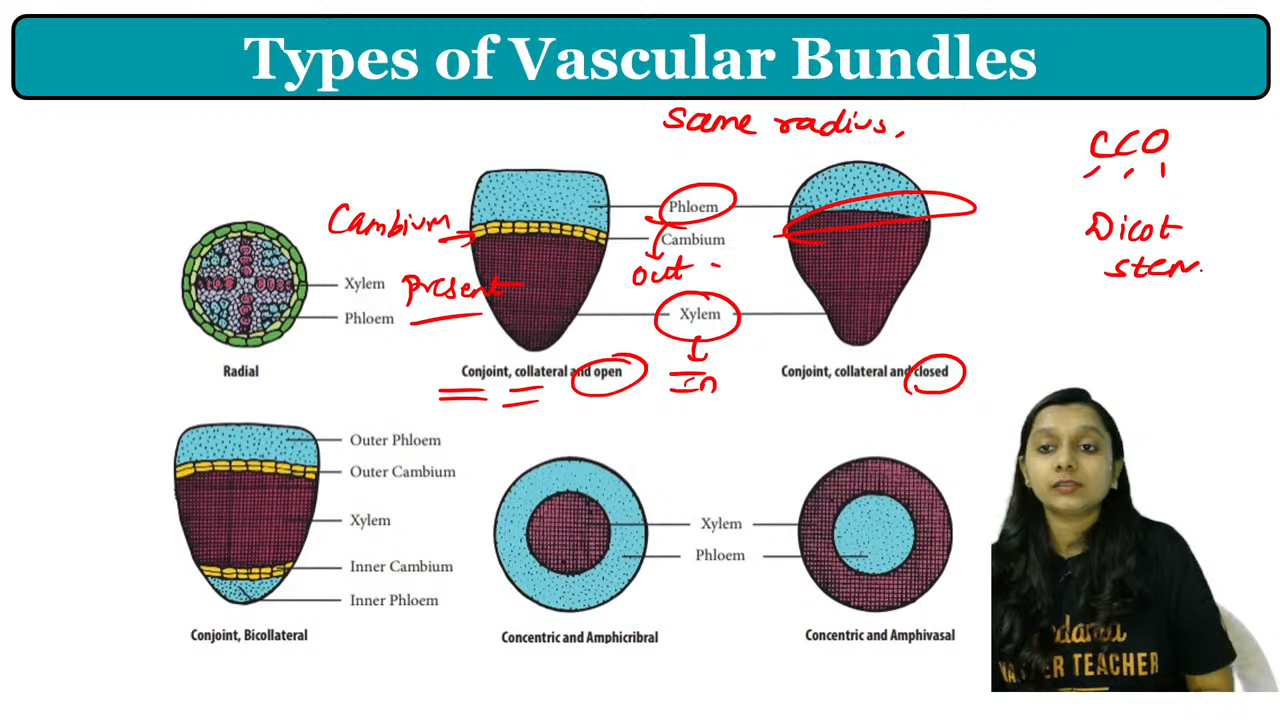 Types of Vascular Bundles
Same radius,
CCO
Dicot
stem
Cambium
present
Phloem
Cambium
out
Xylem
In
Xylem
Phloem
Radial
Conjoint, collateral and open
Conjoint, collateral and closed
Outer Phloem
Outer Cambium
Xylem
Inner Cambium
Inner Phloem
Xylem
Phloem
Conjoint, Bicollateral
Concentric and Amphicribral
Concentric and Amphivasal
TEACHER